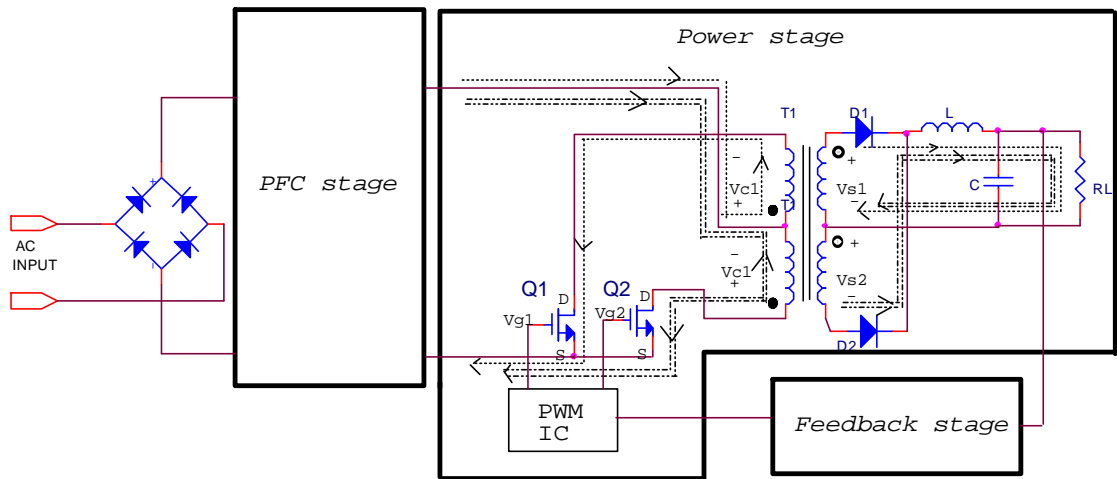 Power stage
PFC stage
T1
D1
L
+
-
-
+
Vc1
+
T1
Vs1
-
C
RL
AC
INPUT
-
Q1
D
Q2
D
-
Vc1
+
+
Vs2
-
Vg1
Vg2
S
S
D2
PWM
IC
Feedback stage